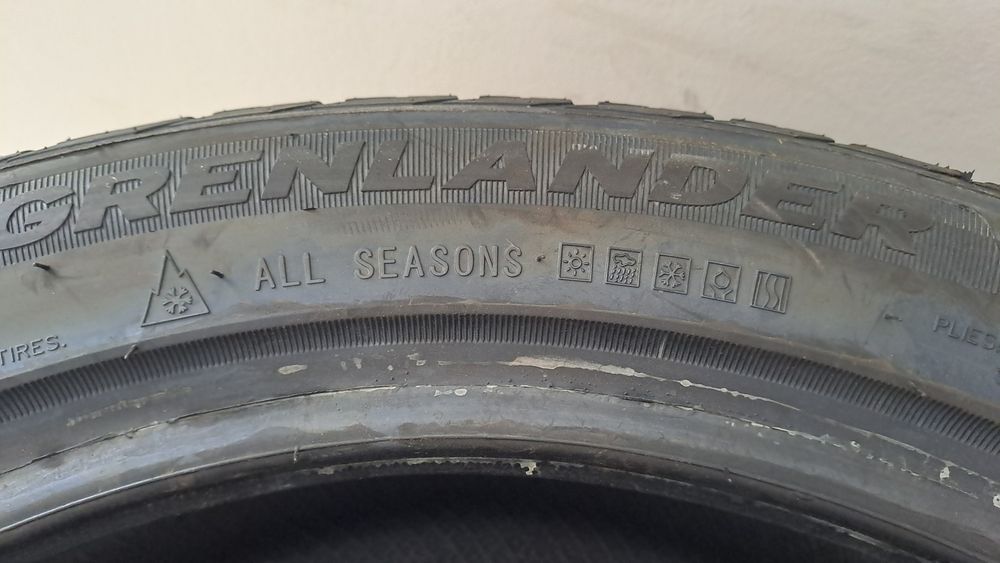 GRENLANDER
ALL SEASONS
TIRES.
PLIES